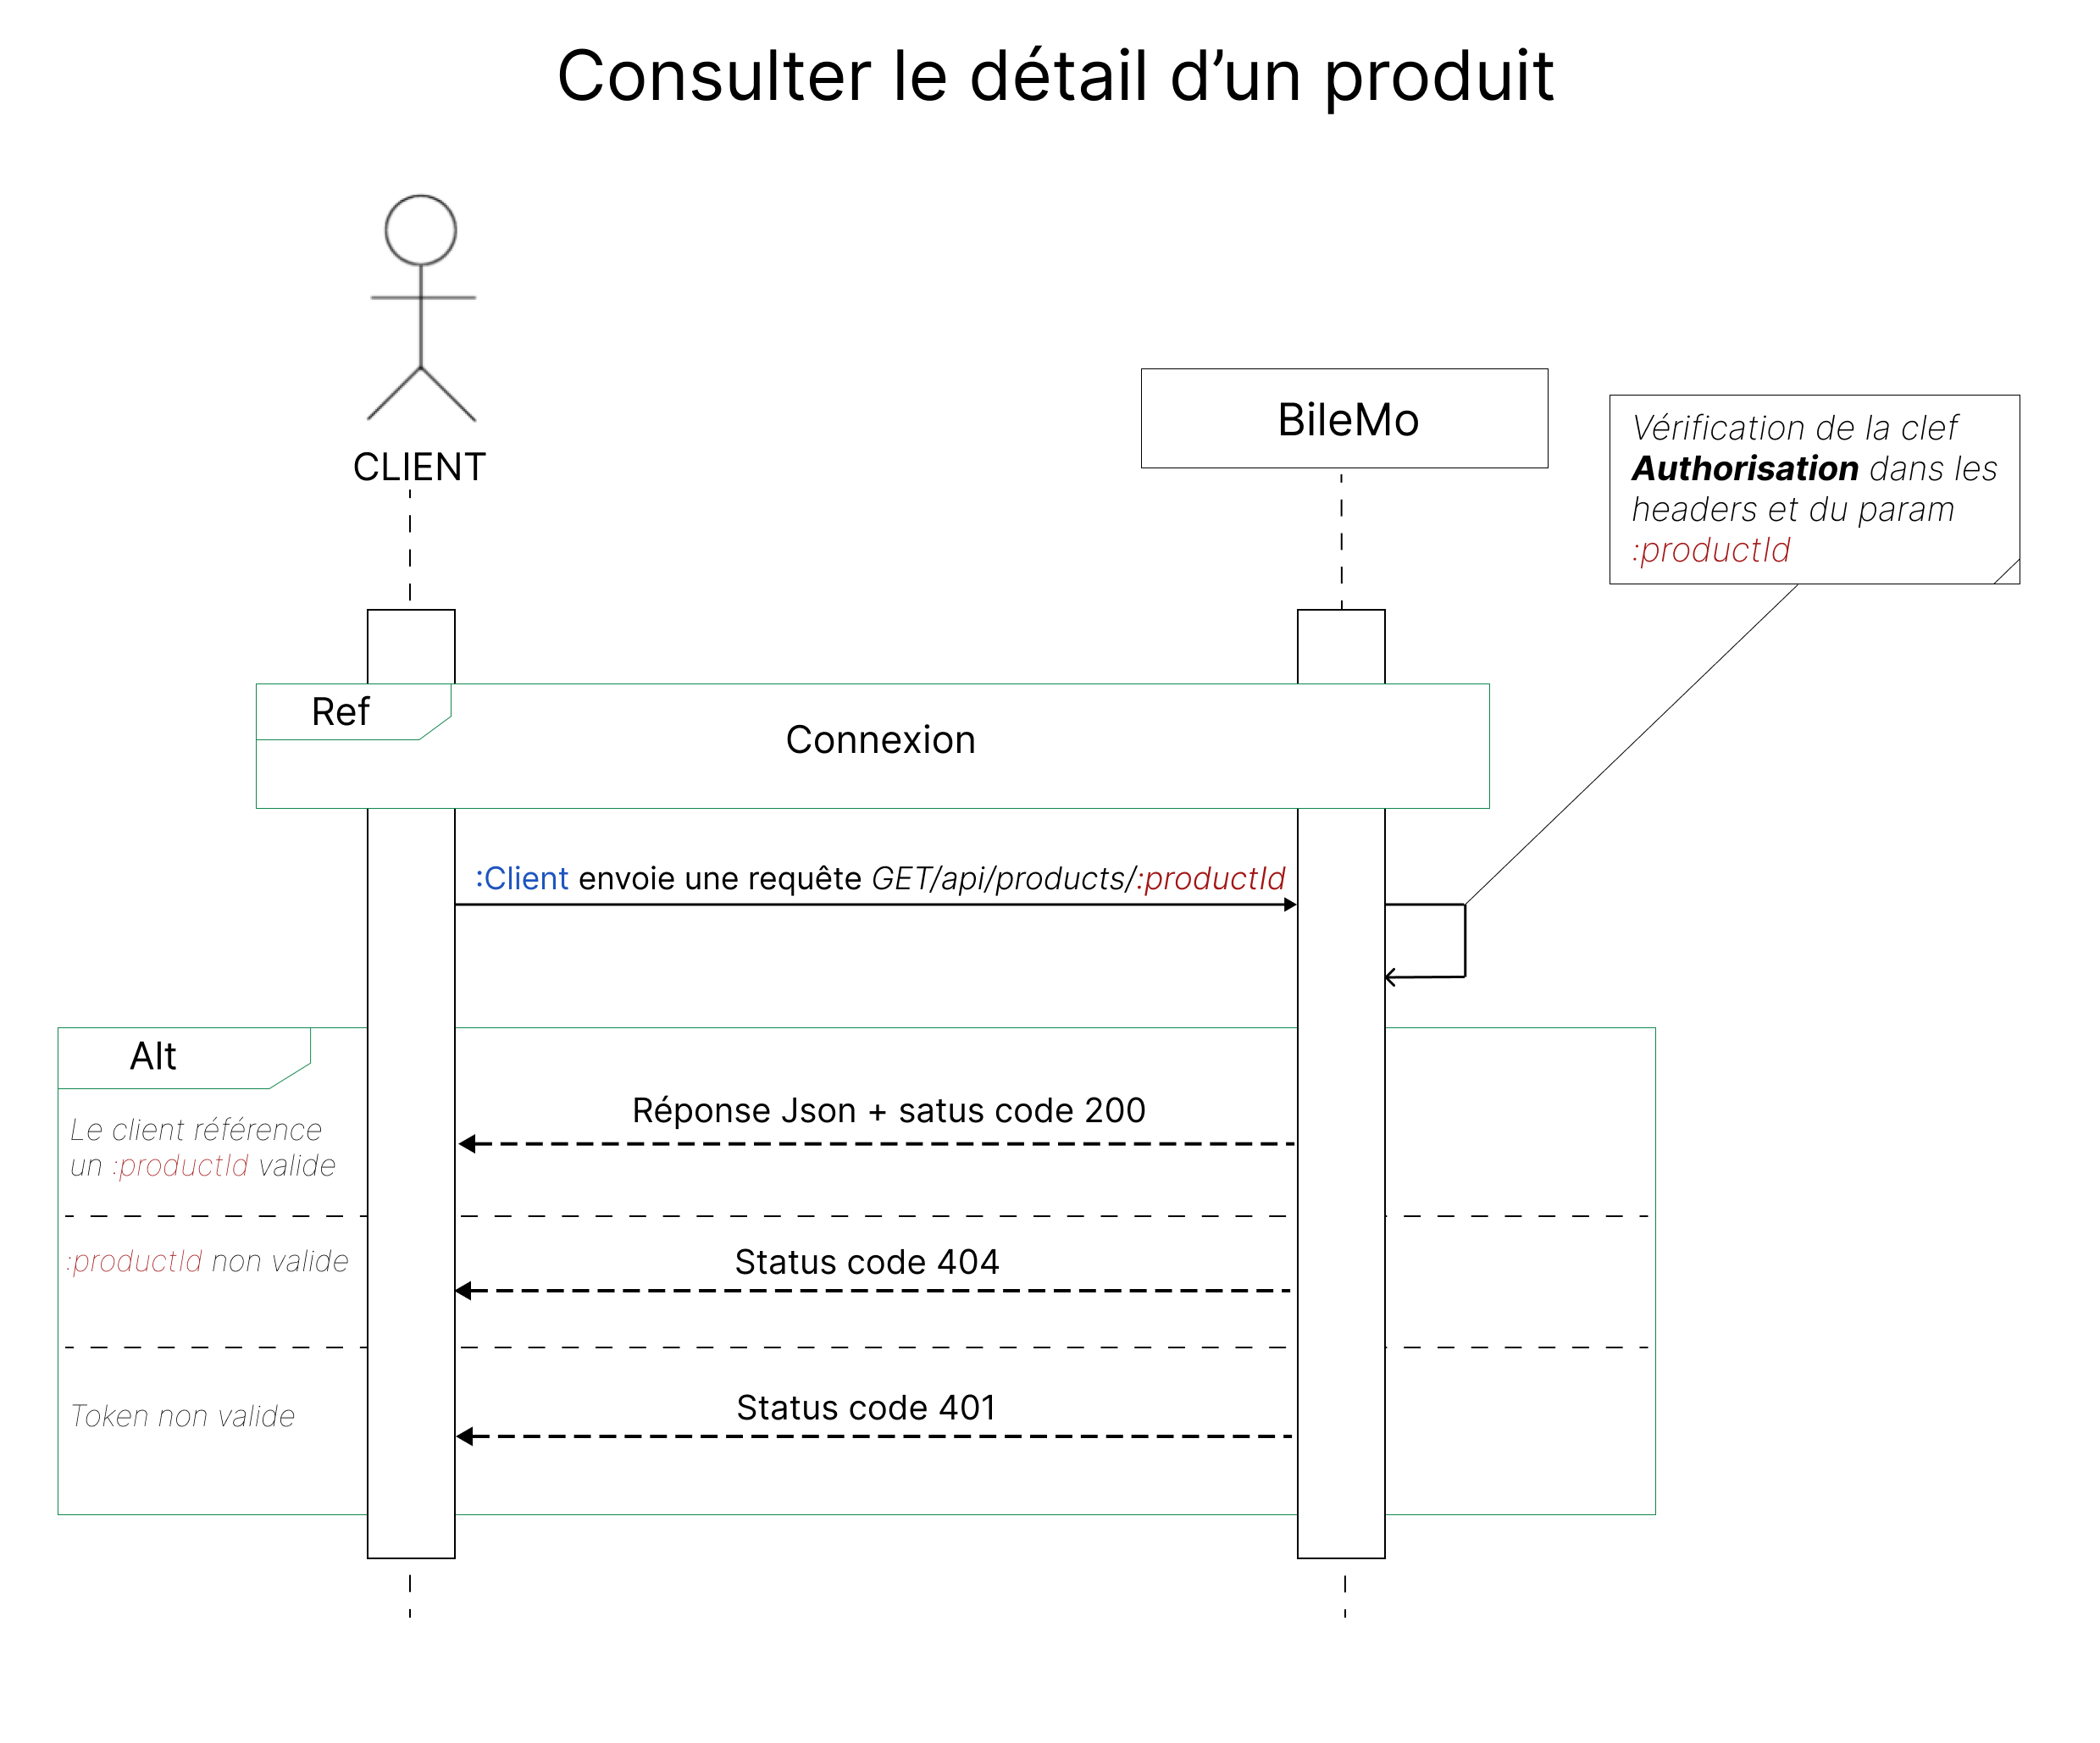 Consulter le détail d’un produit
CLIENT
BileMo
Vérification de la clef
Authorisation dans les
headers et du param
:productId
Ref
Connexion
:Client envoie une requête GET/api/products/:productId
Alt
Réponse Json + satus code 200
Le client référence
un :productId valide
:productId non valide
Status code 404
Token non valide
Status code 401